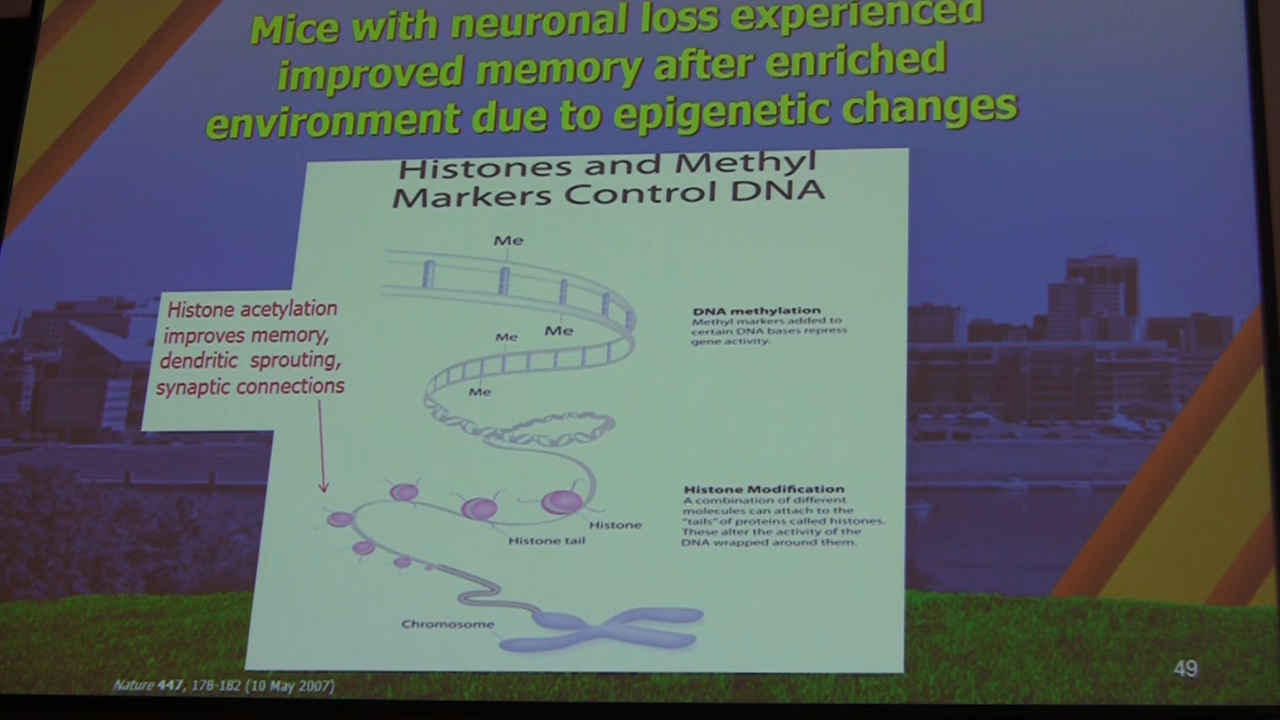 Mice with neuronal loss experienced
improved memory after enriched
environment due to epigenetic changes
Histones and Methyl
Markers Control DNA
Me
Me
Me
Me
DNA methylation
Methyl markers added to
certain DNA bases repress
gene activity.
Histone acetylation
improves memory,
dendritic sprouting,
synaptic connections
Histone Modification
A combination of different
molecules can attach to the
"tails" of proteins called histones.
These alter the activity of the
DNA wrapped around them.
Histone
Histone tail
Chromosome
Nature 447, 178-182 (10 May 2007)
49